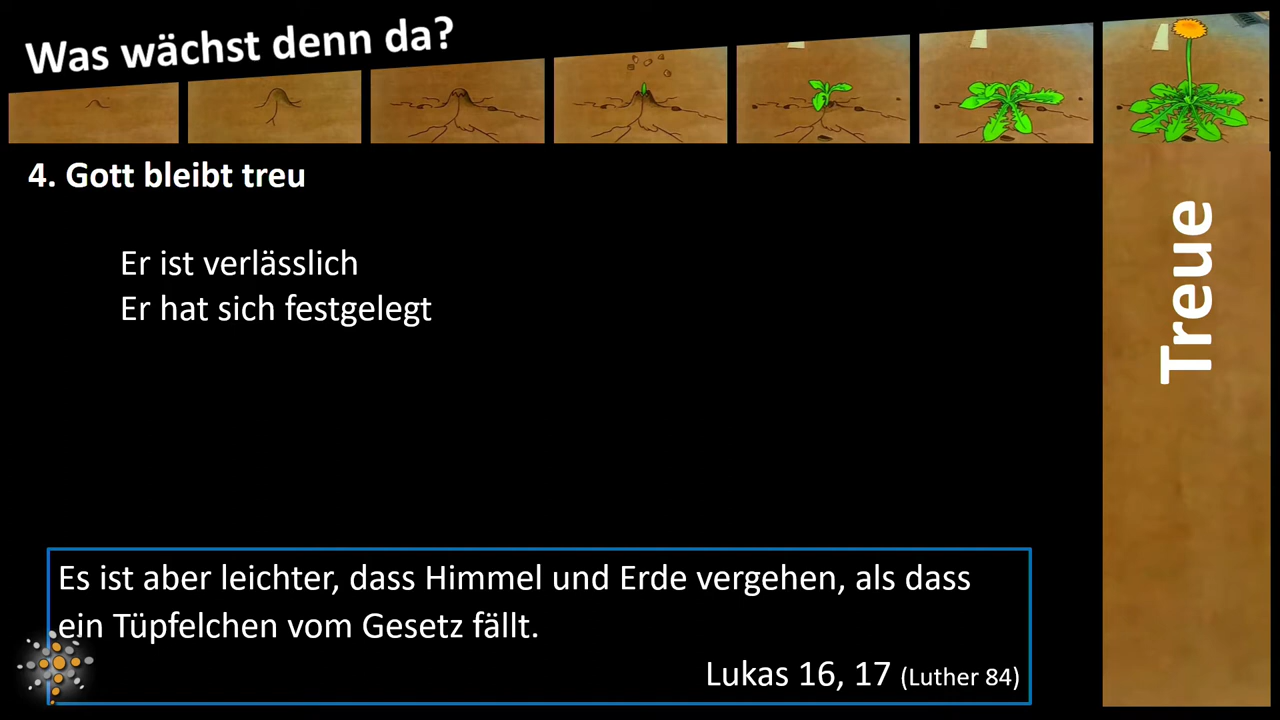 Was wächst denn da?
4. Gott bleibt treu
Er ist verlässlich
Er hat sich festgelegt
Treue
Es ist aber leichter, dass Himmel und Erde vergehen, als dass
ein Tüpfelchen vom Gesetz fällt.
Lukas 16, 17 (Luther 84)